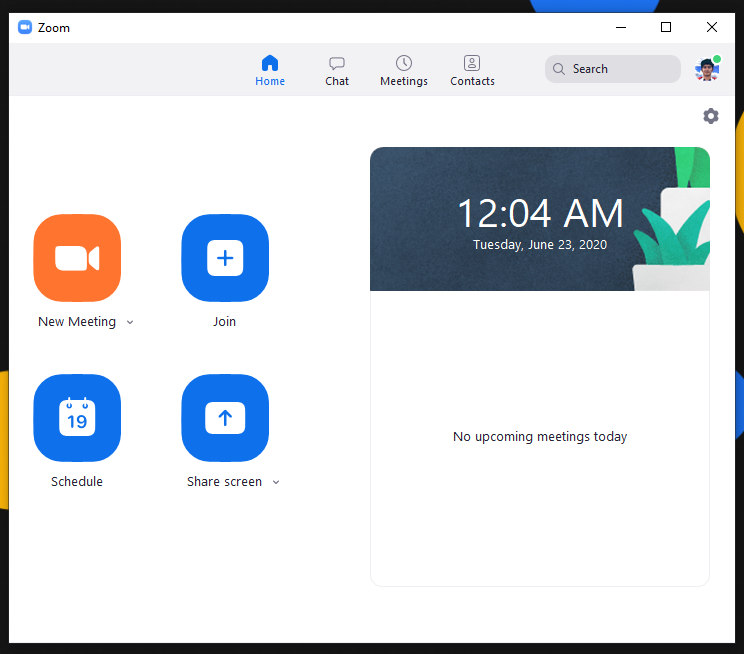 Zoom
Home
Chat
Meetings
Contacts
Search
12:04 AM
Tuesday, June 23, 2020
New Meeting
Join
19
Schedule
Share screen
No upcoming meetings today